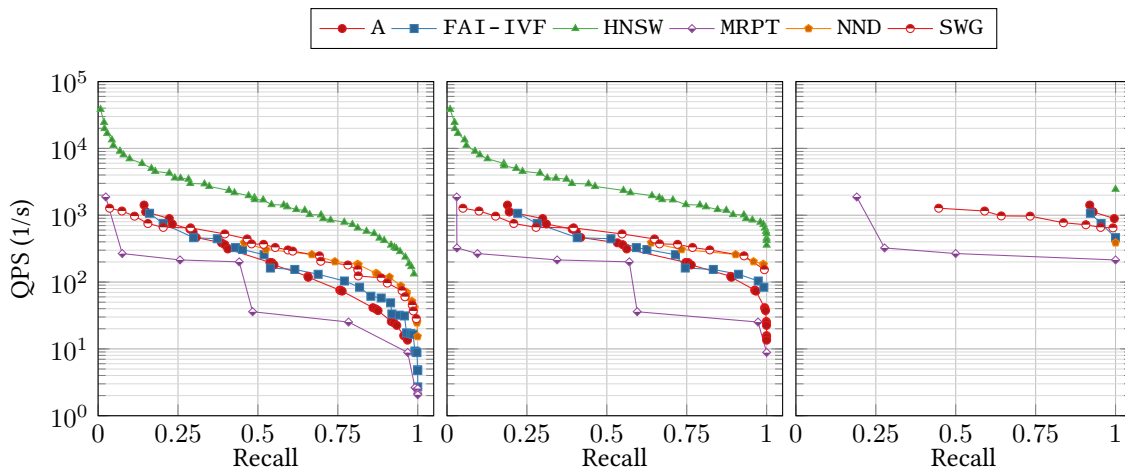 A FAI-IVF HNSW MRPT NND SWG
10^5
10^4
10^3
10^2
10^1
10^0
QPS (1/s)
0 0.25 0.5 0.75 1 0 0.25 0.5 0.75 1 0 0.25 0.5 0.75 1
Recall Recall Recall